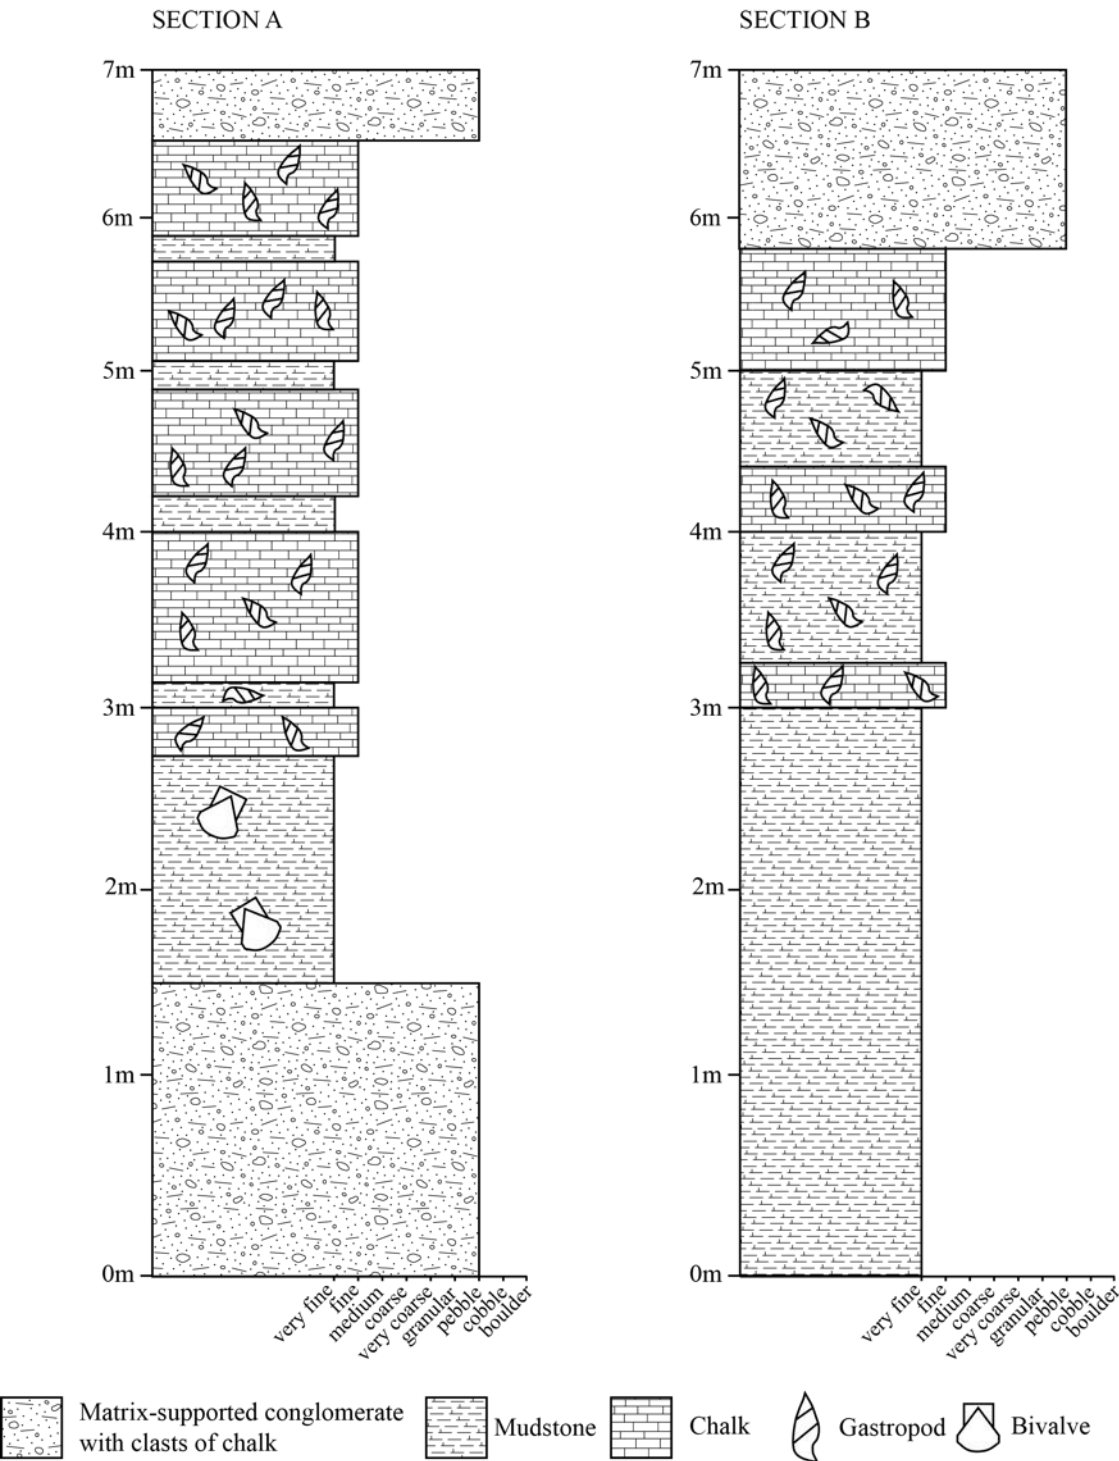 SECTION A
SECTION B
7m
6m
5m
4m
3m
2m
1m
0m
very fine
fine
medium
coarse
very coarse
granular
pebble
cobble
boulder
7m
6m
5m
4m
3m
2m
1m
0m
very fine
fine
medium
coarse
very coarse
granular
pebble
cobble
boulder
Matrix-supported conglomerate
with clasts of chalk
Mudstone
Chalk
Gastropod
Bivalve